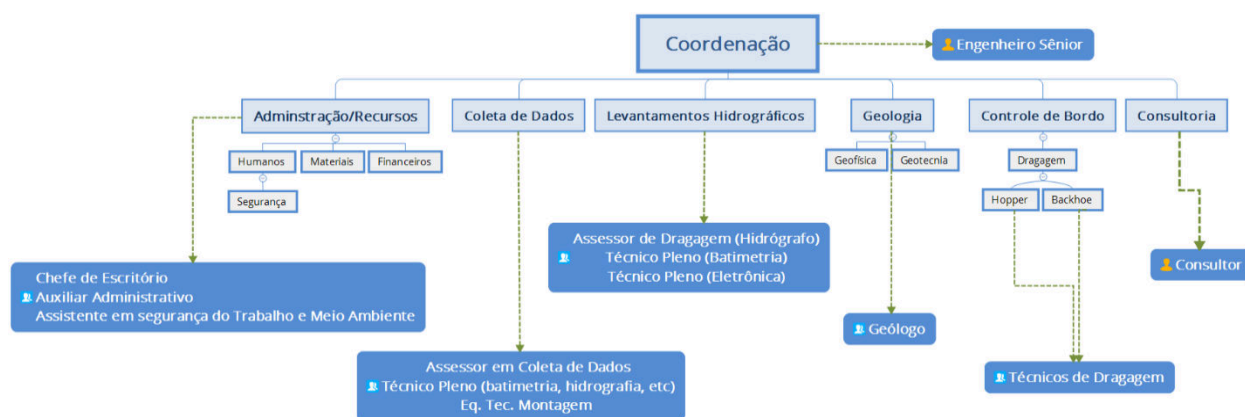 Coordenação
Engenheiro Sênior
Adminstração/Recursos
Coleta de Dados
Levantamentos Hidrográficos
Geologia
Controle de Bordo
Consultoria
Humanos
Materiais
Financeiros
Geofísica
Geotecnia
Dragagem
Segurança
Hopper
Backhoe
Assessor de Dragagem (Hidrógrafo)
Técnico Pleno (Batimetria)
Técnico Pleno (Eletrônica)
Consultor
Chefe de Escritório
Auxiliar Administrativo
Assistente em segurança do Trabalho e Meio Ambiente
Geólogo
Assessor em Coleta de Dados
Técnico Pleno (batimetria, hidrografia, etc)
Eq. Tec. Montagem
Técnicos de Dragagem